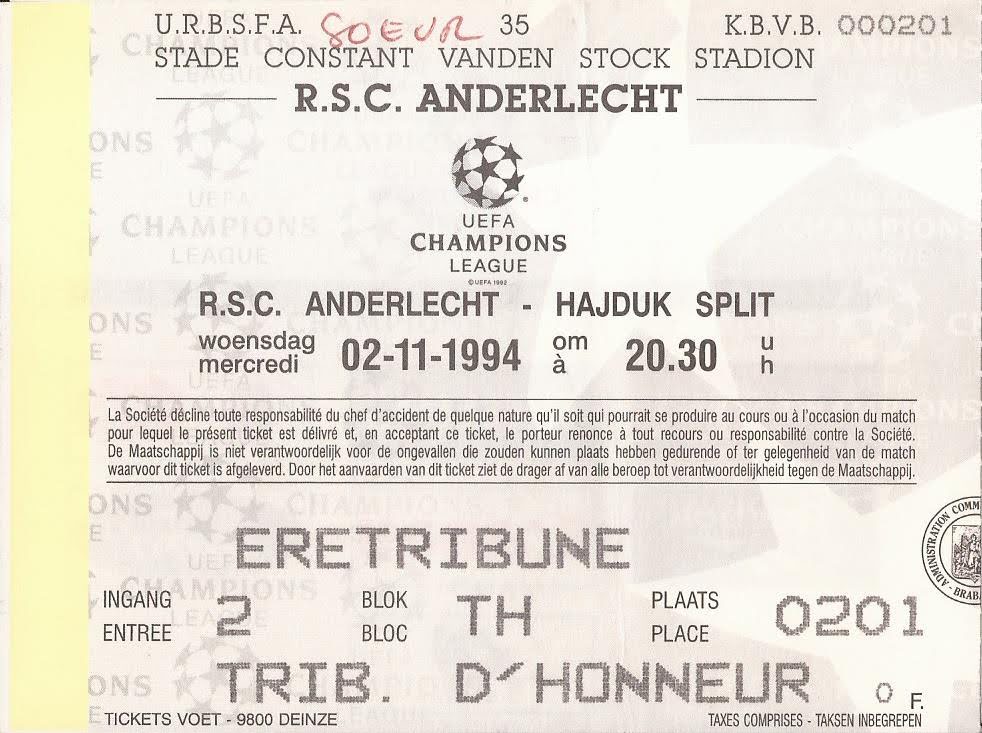 U.R.B.S.F.A. SOEUR 35 K.B.V.B. 000201
STADE CONSTANT VANDEN STOCK STADION
R.S.C. ANDERLECHT
UEFA
CHAMPIONS
LEAGUE
©UEFA 1992
R.S.C. ANDERLECHT - HAJDUK SPLIT
woensdag 02-11-1994 om 20.30 u
mercredi à h
La Société décline toute responsabilité du chef d'accident de quelque nature qu'il soit qui pourrait se produire au cours ou à l'occasion du match
pour lequel le présent ticket est délivré et, en acceptant ce ticket, le porteur renonce à tout recours ou responsabilité contre la Société.
De Maatschappij is niet verantwoordelijk voor de ongevallen die zouden kunnen plaats hebben gedurende of ter gelegenheid van de match
waarvoor dit ticket is afgeleverd. Door het aanvaarden van dit ticket ziet de drager af van alle beroep tot verantwoordelijkheid tegen de Maatschappij.
ADMINISTRATION COMM
BRABA
ERETRIBUNE
INGANG 2 BLOK TH PLAATS 0201
ENTREE BLOC PLACE
TRIB. D'HONNEUR 0 F.
TICKETS VOET - 9800 DEINZE TAXES COMPRISES - TAKSEN INBEGREPEN